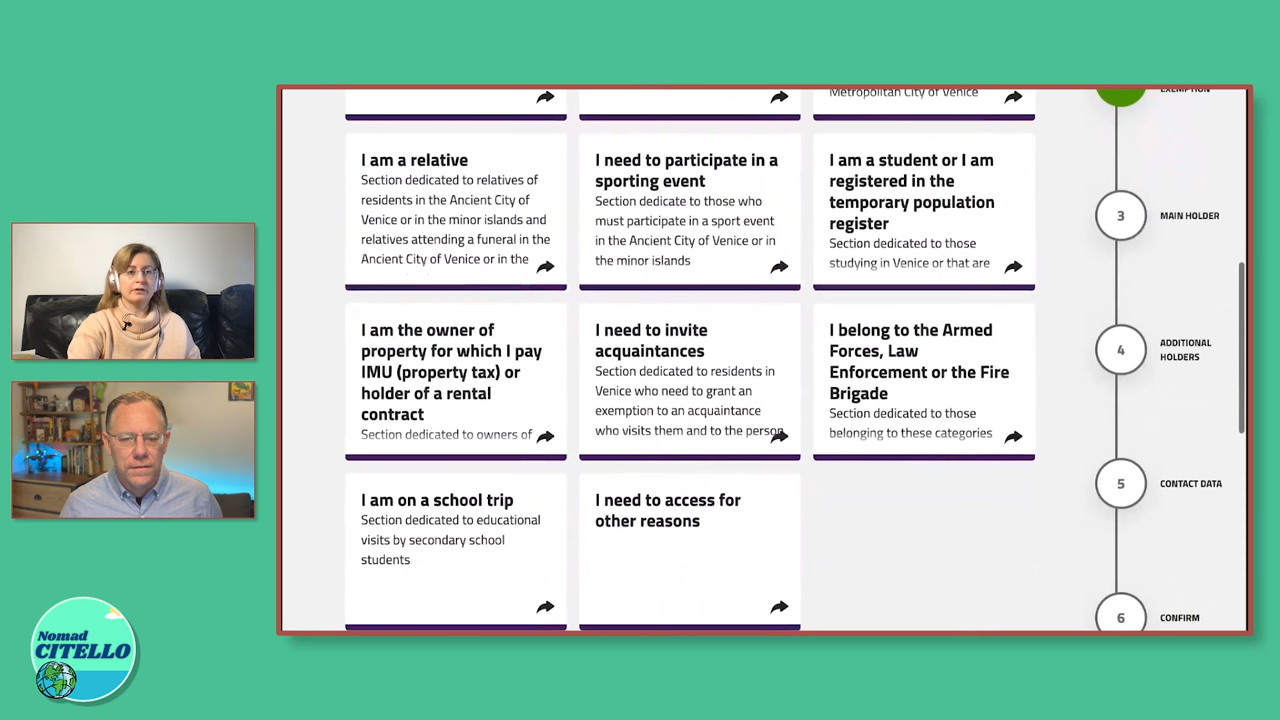 Metropolitan City of Venice
EXEMPTION
I am a relative
Section dedicated to relatives of
residents in the Ancient City of
Venice or in the minor islands and
relatives attending a funeral in the
Ancient City of Venice or in the
I need to participate in a
sporting event
Section dedicate to those who
must participate in a sport event
in the Ancient City of Venice or in
the minor islands
I am a student or I am
registered in the
temporary population
register
Section dedicated to those
studying in Venice or that are
3 MAIN HOLDER
I am the owner of
property for which I pay
IMU (property tax) or
holder of a rental
contract
Section dedicated to owners of
I need to invite
acquaintances
Section dedicated to residents in
Venice who need to grant an
exemption to an acquaintance
who visits them and to the person
I belong to the Armed
Forces, Law
Enforcement or the Fire
Brigade
Section dedicated to those
belonging to these categories
4 ADDITIONAL
HOLDERS
I am on a school trip
Section dedicated to educational
visits by secondary school
students
I need to access for
other reasons
5 CONTACT DATA
6 CONFIRM
Nomad
CITELLO